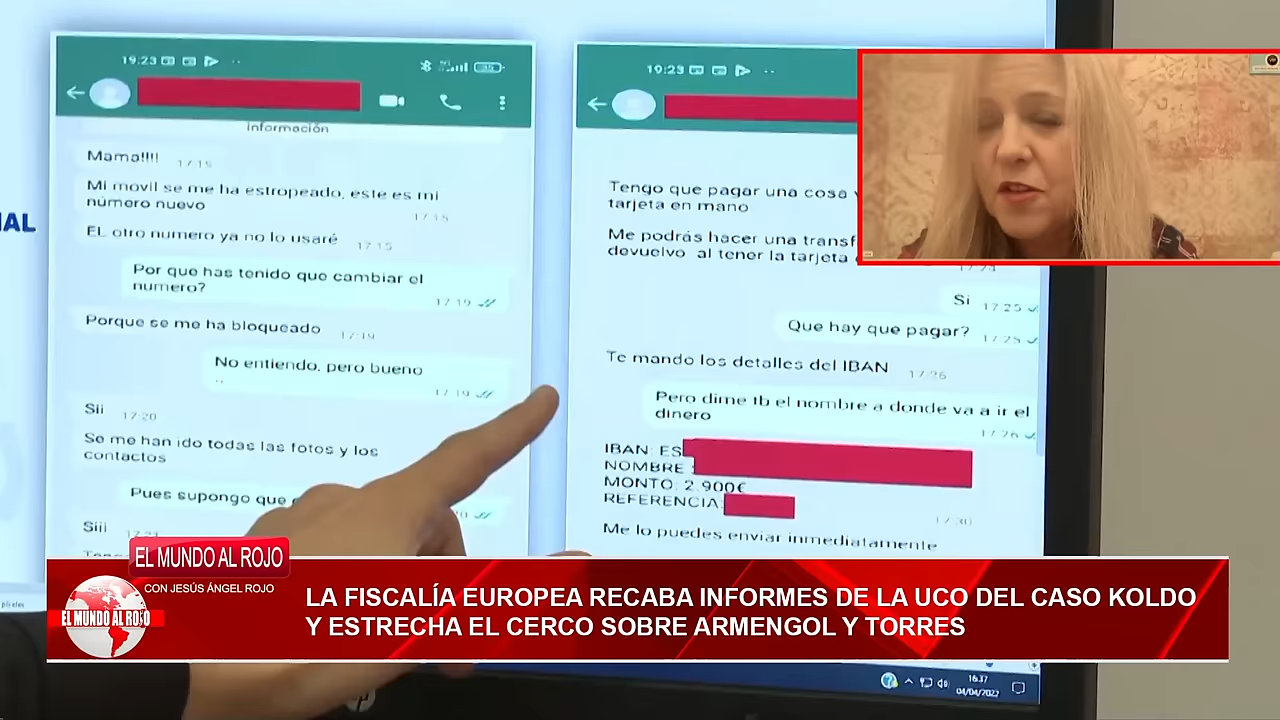 19:23
información
Mama!!!! 17:15
Mi movil se me ha estropeado, este es mi
número nuevo 17:15
EL otro numero ya no lo usaré 17:15
Por que has tenido que cambiar el
numero? 17:19
Porque se me ha bloqueado 17:19
No entiendo, pero bueno
.. 17:19
Sii 17:20
Se me han ido todas las fotos y los
contactos
Pues supongo que
Siii
19:23
Tengo que pagar una cosa
tarjeta en mano
Me podrás hacer una transf
devuelvo al tener la tarjeta
Si 17:25
Que hay que pagar? 17:25
Te mando los detalles del IBAN 17:26
Pero dime tb el nombre a donde va a ir el
dinero 17:26
IBAN: ES
NOMBRE :
MONTO: 2.900€
REFERENCIA:
17:30
Me lo puedes enviar inmediatamente
IAL
EL MUNDO AL ROJO
CON JESÚS ÁNGEL ROJO
EL MUNDO AL ROJO
LA FISCALÍA EUROPEA RECABA INFORMES DE LA UCO DEL CASO KOLDO
Y ESTRECHA EL CERCO SOBRE ARMENGOL Y TORRES
16:37
04/04/2022